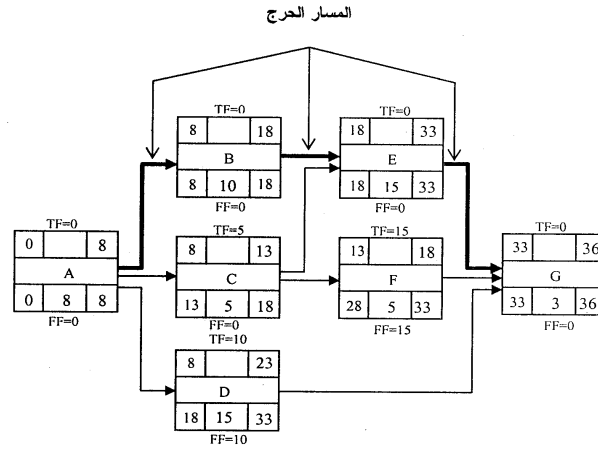 المسار الحرج
TF=0
8 18
B
8 10 18
FF=0
TF=0
18 33
E
18 15 33
FF=0
TF=0
0 8
A
0 8 8
FF=0
TF=5
8 13
C
13 5 18
FF=0
TF=15
13 18
F
28 5 33
FF=15
TF=0
33 36
G
33 3 36
FF=0
TF=10
8 23
D
18 15 33
FF=10